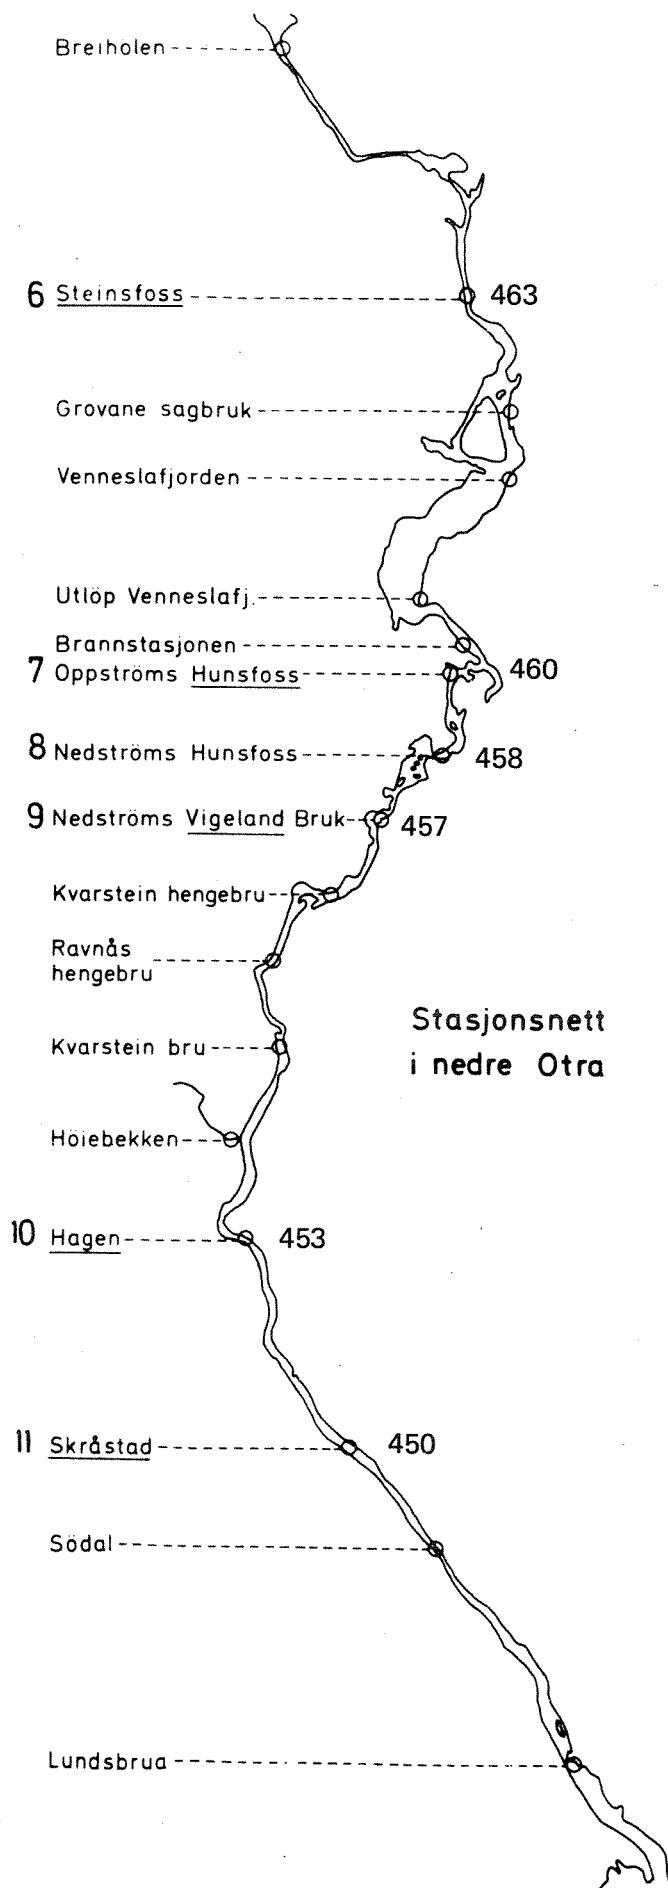 Breiholen
6 Steinsfoss 463
Grovane sagbruk
Venneslafjorden
Utlöp Venneslafj.
Brannstasjonen
7 Oppströms Hunsfoss 460
8 Nedströms Hunsfoss 458
9 Nedströms Vigeland Bruk 457
Kvarstein hengebru
Ravnås
hengebru
Stasjonsnett
i nedre Otra
Kvarstein bru
Höiebekken
10 Hagen 453
11 Skråstad 450
Södal
Lundsbrua